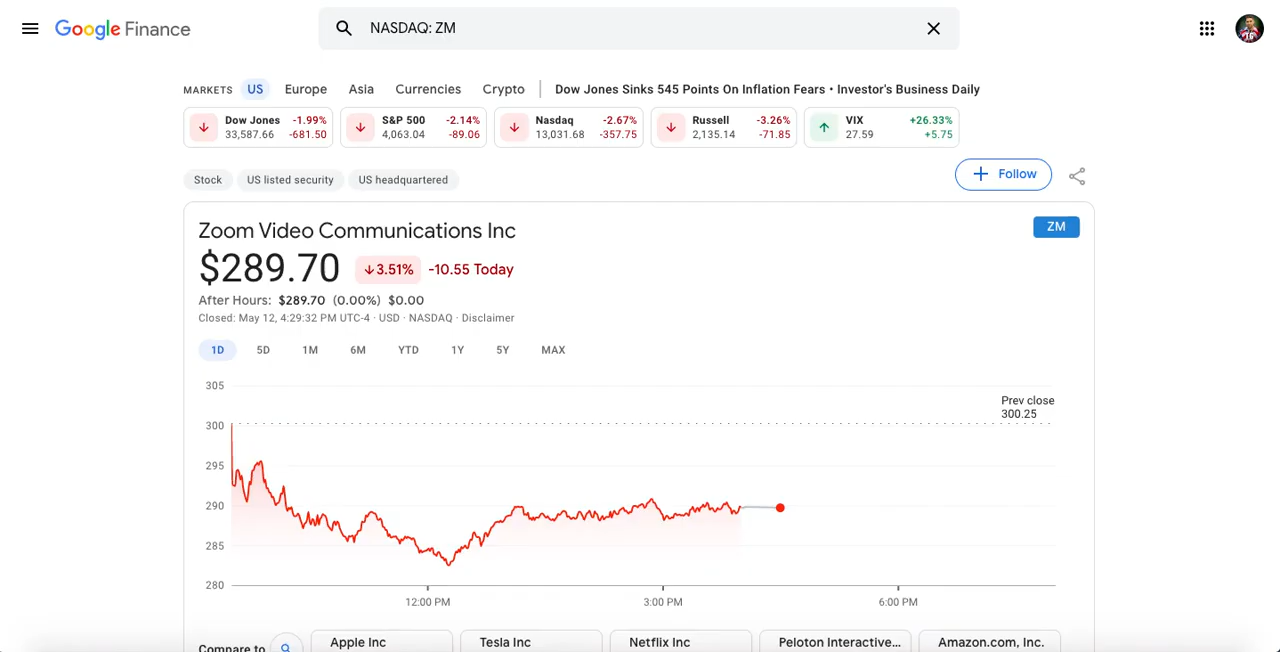 Google Finance
NASDAQ: ZM
MARKETS US Europe Asia Currencies Crypto Dow Jones Sinks 545 Points On Inflation Fears • Investor's Business Daily
Dow Jones -1.99%
33,587.66 -681.50
S&P 500 -2.14%
4,063.04 -89.06
Nasdaq -2.67%
13,031.68 -357.75
Russell -3.26%
2,135.14 -71.85
VIX +26.33%
27.59 +5.75
Stock US listed security US headquartered
Follow
Zoom Video Communications Inc
ZM
$289.70 3.51% -10.55 Today
After Hours: $289.70 (0.00%) $0.00
Closed: May 12, 4:29:32 PM UTC-4 · USD · NASDAQ · Disclaimer
1D 5D 1M 6M YTD 1Y 5Y MAX
305
Prev close
300.25
300
295
290
285
280
12:00 PM 3:00 PM 6:00 PM
Compare to Apple Inc Tesla Inc Netflix Inc Peloton Interactive... Amazon.com, Inc.